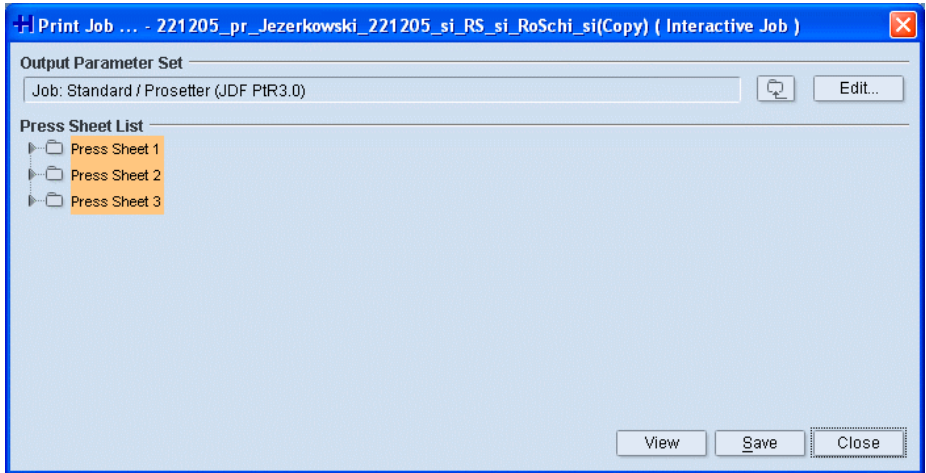 Print Job ... - 221205_pr_Jezerkowski_221205_si_RS_si_RoSchi_si(Copy) ( Interactive Job )
Output Parameter Set
Job: Standard / Prosetter (JDF PtR3.0)
Edit...
Press Sheet List
Press Sheet 1
Press Sheet 2
Press Sheet 3
View Save Close